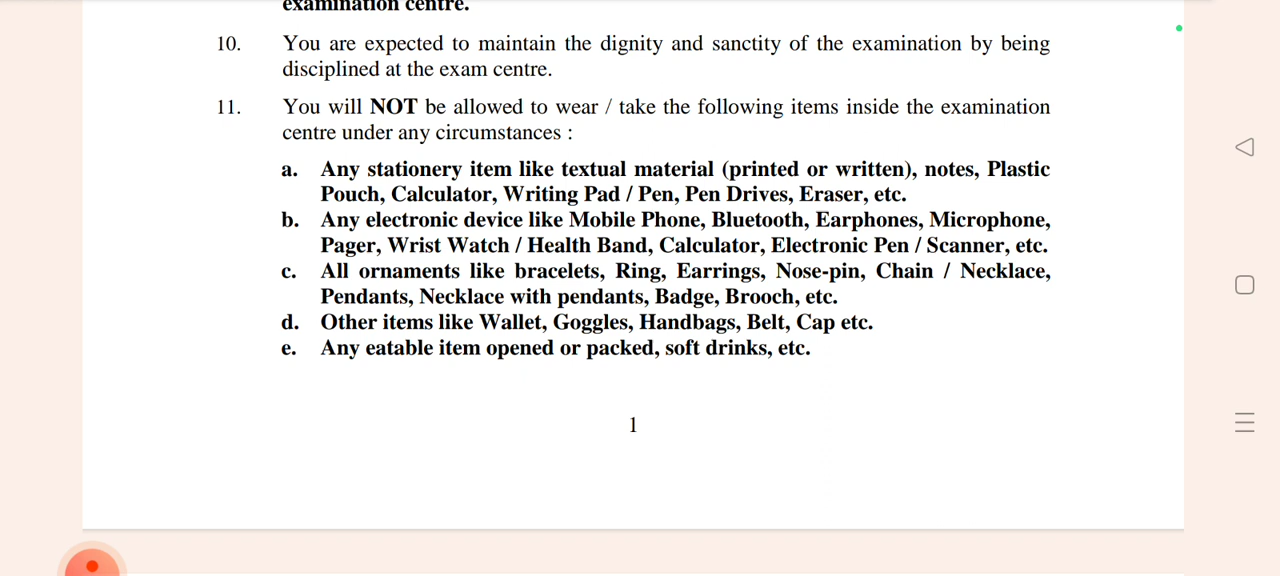 examination centre.
10. You are expected to maintain the dignity and sanctity of the examination by being
disciplined at the exam centre.
11. You will NOT be allowed to wear / take the following items inside the examination
centre under any circumstances :
a. Any stationery item like textual material (printed or written), notes, Plastic
Pouch, Calculator, Writing Pad / Pen, Pen Drives, Eraser, etc.
b. Any electronic device like Mobile Phone, Bluetooth, Earphones, Microphone,
Pager, Wrist Watch / Health Band, Calculator, Electronic Pen / Scanner, etc.
c. All ornaments like bracelets, Ring, Earrings, Nose-pin, Chain / Necklace,
Pendants, Necklace with pendants, Badge, Brooch, etc.
d. Other items like Wallet, Goggles, Handbags, Belt, Cap etc.
e. Any eatable item opened or packed, soft drinks, etc.
1